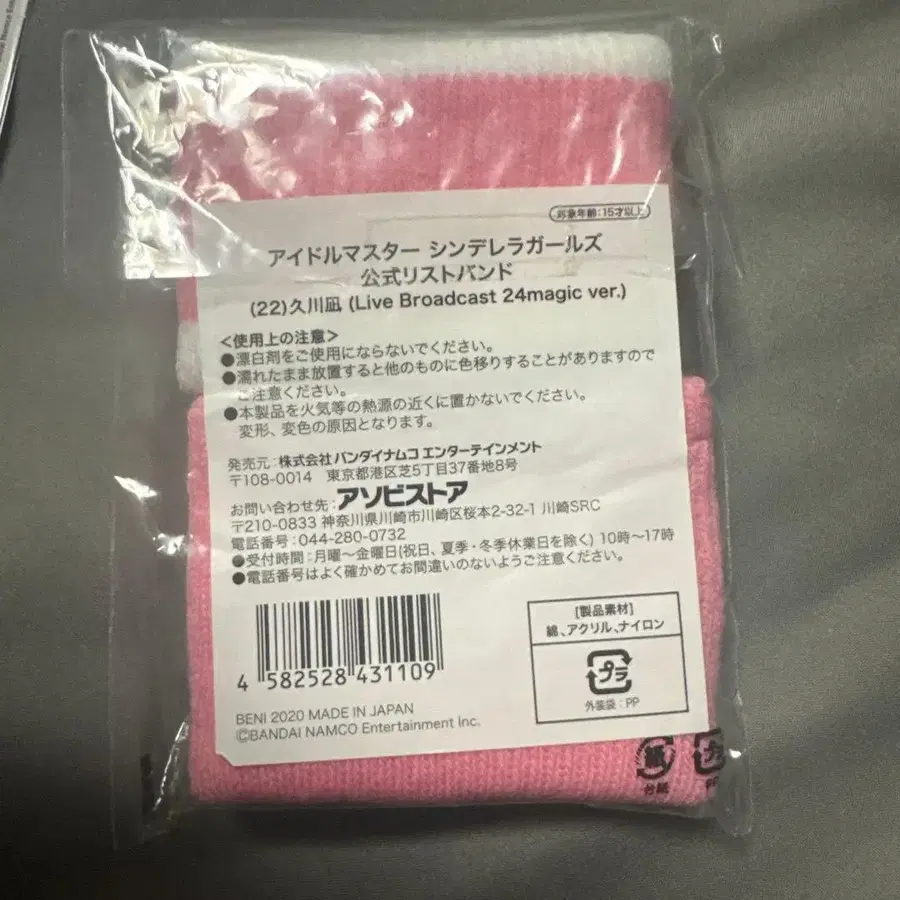 対象年齢:15才以上
アイドルマスター シンデレラガールズ
公式リストバンド
(22)久川凪 (Live Broadcast 24magic ver.)
<使用上の注意>
●漂白剤をご使用にならないでください。
●濡れたまま放置すると他のものに色移りすることがありますので
ご注意ください。
●本製品を火気等の熱源の近くに置かないでください。
変形、変色の原因となります。
発売元:株式会社バンダイナムコ エンターテインメント
〒108-0014 東京都港区芝5丁目37番地8号
お問い合わせ先:アソビストア
〒210-0833 神奈川県川崎市川崎区桜本2-32-1 川崎SRC
電話番号:044-280-0732
●受付時間:月曜～金曜日(祝日、夏季・冬季休業日を除く) 10時～17時
●電話番号はよく確かめてお間違いのないようご注意ください。
4 582528 431109
BENI 2020 MADE IN JAPAN
©BANDAI NAMCO Entertainment Inc.
[製品素材]
綿、アクリル、ナイロン
プラ
外装袋:PP
紙
台紙